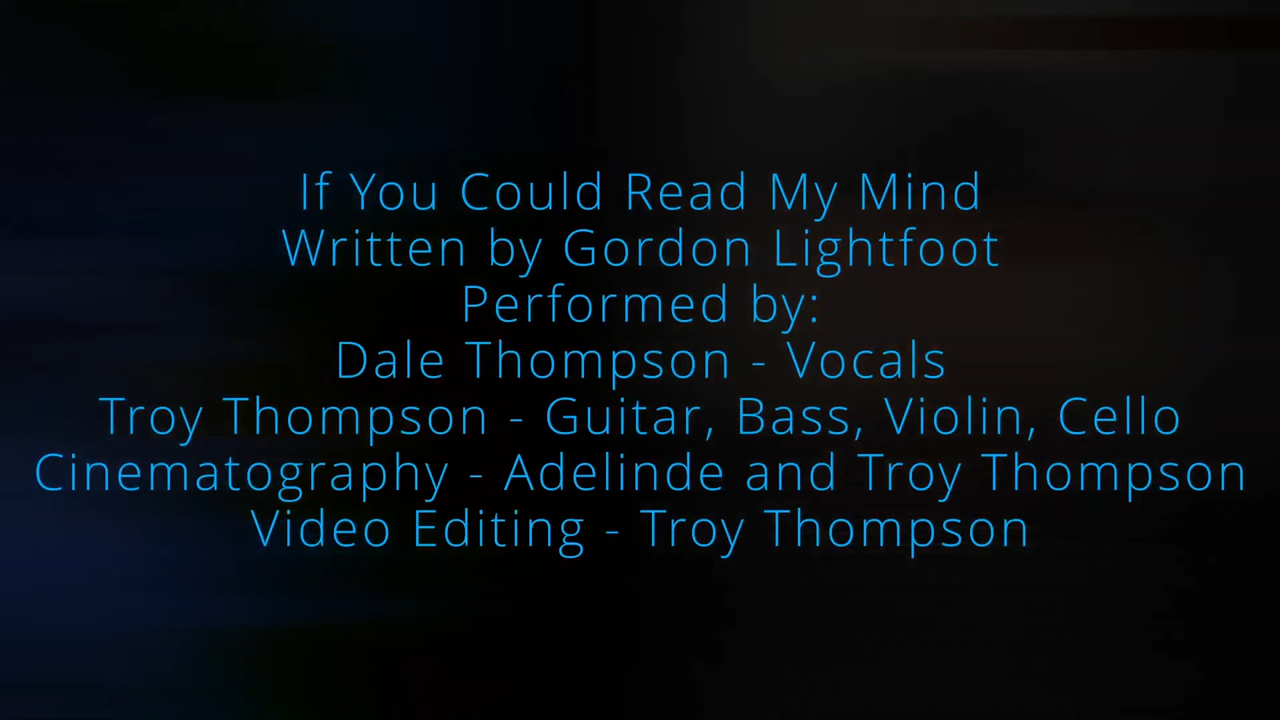 If You Could Read My Mind
Written by Gordon Lightfoot
Performed by:
Dale Thompson - Vocals
Troy Thompson - Guitar, Bass, Violin, Cello
Cinematography - Adelinde and Troy Thompson
Video Editing - Troy Thompson